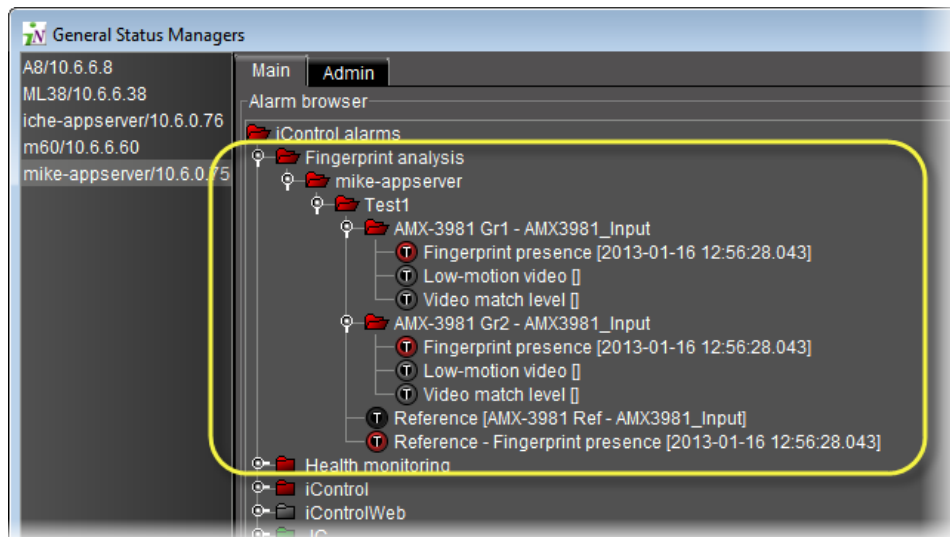 iN General Status Managers
A8/10.6.6.8
ML38/10.6.6.38
iche-appserver/10.6.0.76
m60/10.6.6.60
mike-appserver/10.6.0.75
Main Admin
Alarm browser
iControl alarms
Fingerprint analysis
mike-appserver
Test1
AMX-3981 Gr1 - AMX3981_Input
T Fingerprint presence [2013-01-16 12:56:28.043]
T Low-motion video []
T Video match level []
AMX-3981 Gr2 - AMX3981_Input
T Fingerprint presence [2013-01-16 12:56:28.043]
T Low-motion video []
T Video match level []
T Reference [AMX-3981 Ref - AMX3981_Input]
T Reference - Fingerprint presence [2013-01-16 12:56:28.043]
Health monitoring
iControl
iControlWeb